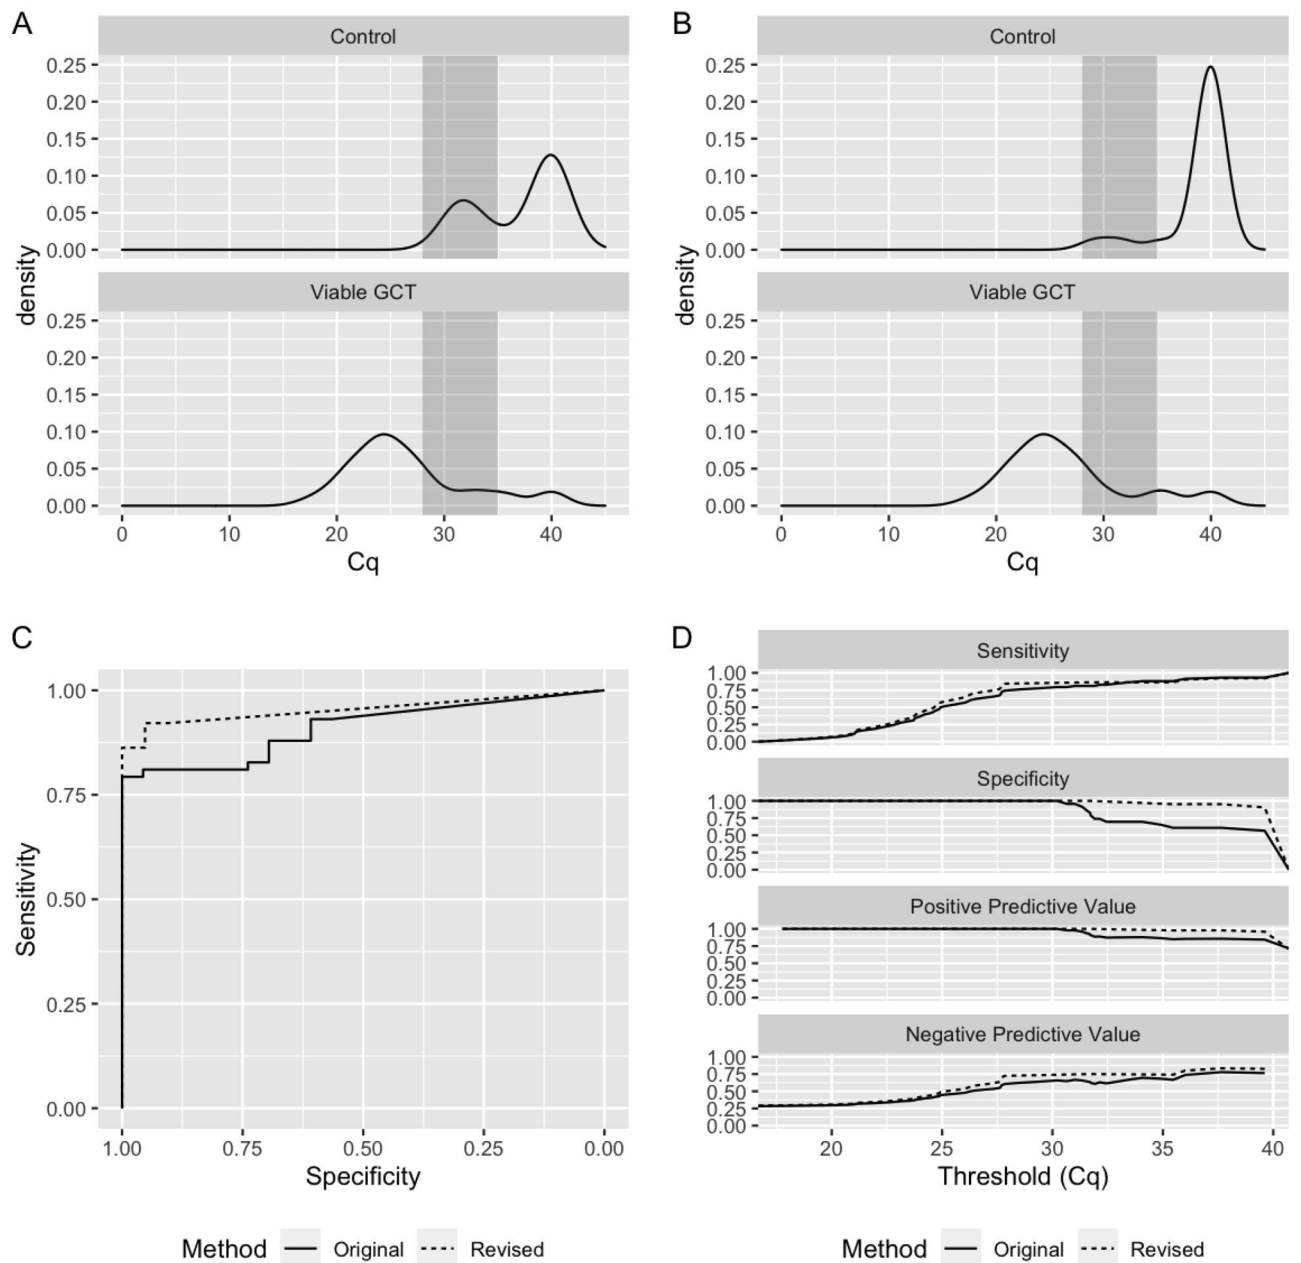 A
Control
0.25
0.20
0.15
0.10
0.05
0.00
Viable GCT
0.25
0.20
0.15
0.10
0.05
0.00
density
0 10 20 30 40
Cq
B
Control
0.25
0.20
0.15
0.10
0.05
0.00
Viable GCT
0.25
0.20
0.15
0.10
0.05
0.00
density
0 10 20 30 40
Cq
C
1.00
0.75
0.50
0.25
0.00
Sensitivity
1.00 0.75 0.50 0.25 0.00
Specificity
Method Original Revised
D
Sensitivity
1.00
0.75
0.50
0.25
0.00
Specificity
1.00
0.75
0.50
0.25
0.00
Positive Predictive Value
1.00
0.75
0.50
0.25
0.00
Negative Predictive Value
1.00
0.75
0.50
0.25
0.00
20 25 30 35 40
Threshold (Cq)
Method Original Revised